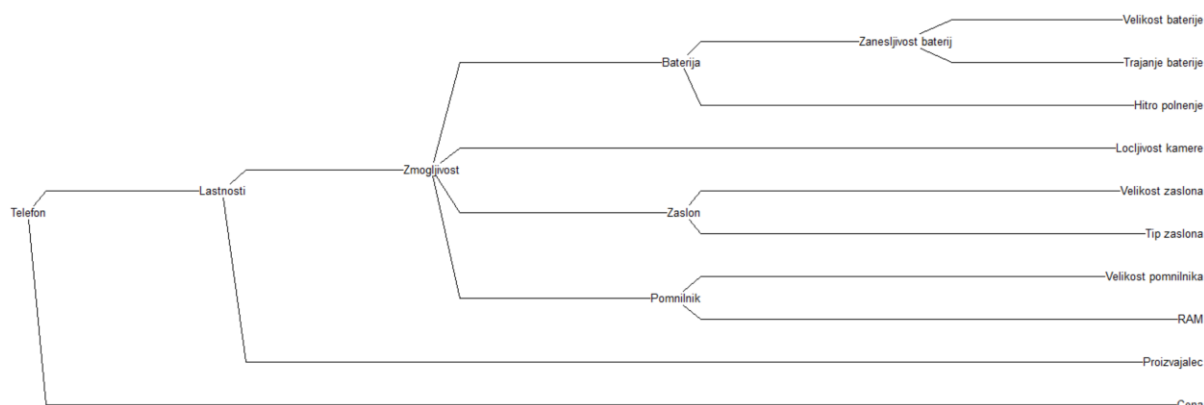 Velikost baterije
Zanesljivost baterij
Baterija
Trajanje baterije
Hitro polnenje
Locljivost kamere
Zmogljivost
Lastnosti
Velikost zaslona
Telefon
Zaslon
Tip zaslona
Velikost pomnilnika
Pomnilnik
RAM
Proizvajalec
Cena